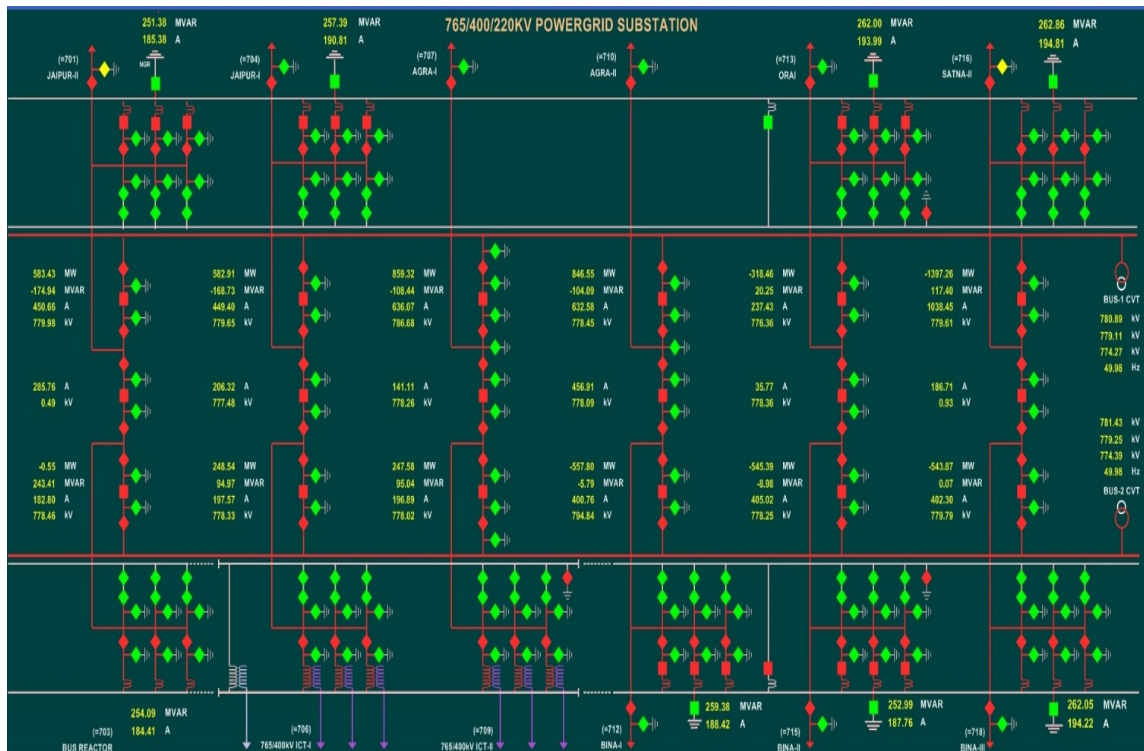 765/400/220KV POWERGRID SUBSTATION
251.38 MVAR
185.38 A
257.39 MVAR
190.81 A
262.00 MVAR
193.99 A
262.86 MVAR
194.81 A
(=701)
JAIPUR-II
NGR
(=704)
JAIPUR-I
(=707)
AGRA-I
(=710)
AGRA-II
(=713)
ORAI
(=716)
SATNA-II
583.43 MW
-174.94 MVAR
450.66 A
779.98 kV
582.91 MW
-168.73 MVAR
449.40 A
779.65 kV
859.32 MW
-108.44 MVAR
636.07 A
786.68 kV
846.55 MW
-104.09 MVAR
632.58 A
778.45 kV
-318.46 MW
20.25 MVAR
237.43 A
776.36 kV
-1397.26 MW
117.40 MVAR
1038.45 A
779.61 kV
BUS-1 CVT
780.89 kV
779.11 kV
774.27 kV
49.98 Hz
285.76 A
0.49 kV
206.32 A
777.48 kV
141.11 A
778.26 kV
456.91 A
778.09 kV
35.77 A
778.36 kV
186.71 A
0.93 kV
781.43 kV
779.25 kV
774.39 kV
49.98 Hz
BUS-2 CVT
-0.55 MW
243.41 MVAR
182.80 A
778.46 kV
248.54 MW
94.97 MVAR
197.57 A
778.33 kV
247.58 MW
95.04 MVAR
196.89 A
778.02 kV
-557.80 MW
-5.79 MVAR
400.76 A
794.84 kV
-545.39 MW
-8.98 MVAR
405.02 A
778.25 kV
-543.87 MW
0.07 MVAR
402.30 A
779.79 kV
254.09 MVAR
184.41 A
259.38 MVAR
188.42 A
252.99 MVAR
187.76 A
262.05 MVAR
194.22 A
(=703)
BUS REACTOR
(=706)
765/400kV ICT-I
(=709)
765/400kV ICT-II
(=712)
BINA-I
(=715)
BINA-II
(=718)
BINA-III